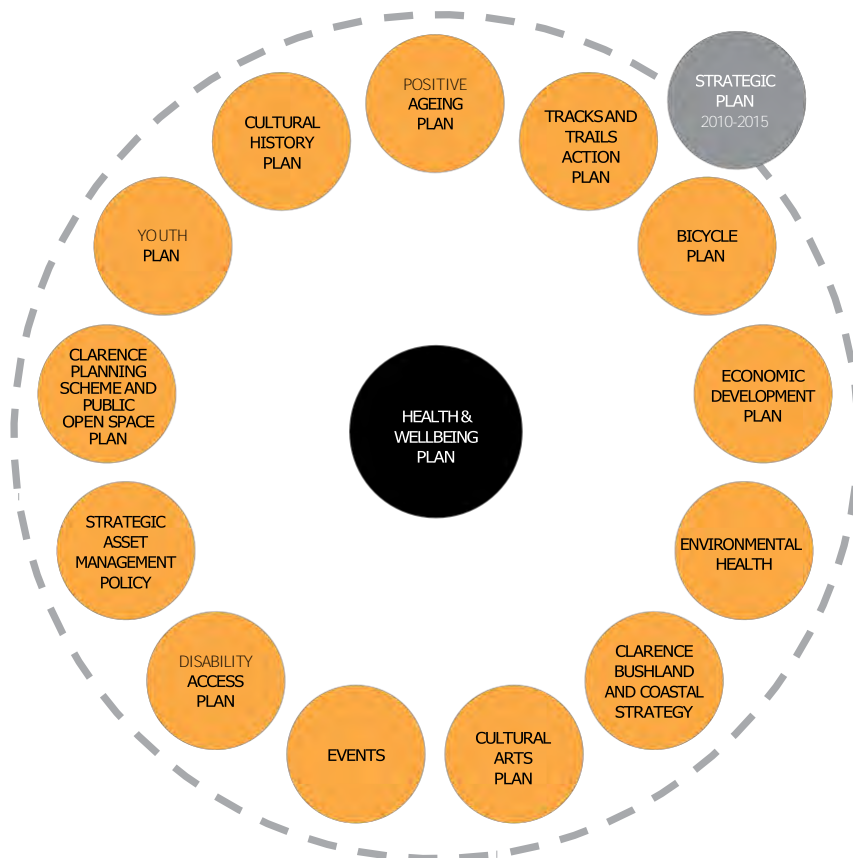 POSITIVE
AGEING
PLAN
STRATEGIC
PLAN
2010-2015
CULTURAL
HISTORY
PLAN
TRACKS AND
TRAILS
ACTION
PLAN
YOUTH
PLAN
BICYCLE
PLAN
CLARENCE
PLANNING
SCHEME AND
PUBLIC
OPEN SPACE
PLAN
HEALTH &
WELLBEING
PLAN
ECONOMIC
DEVELOPMENT
PLAN
STRATEGIC
ASSET
MANAGEMENT
POLICY
ENVIRONMENTAL
HEALTH
DISABILITY
ACCESS
PLAN
CLARENCE
BUSHLAND
AND COASTAL
STRATEGY
EVENTS
CULTURAL
ARTS
PLAN